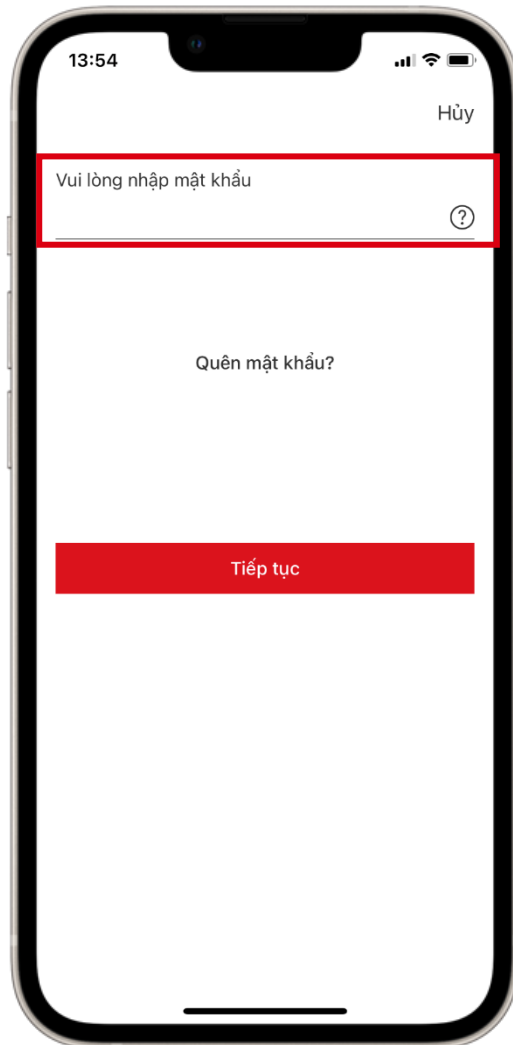 13:54
Hủy
Vui lòng nhập mật khẩu
?
Quên mật khẩu?
Tiếp tục